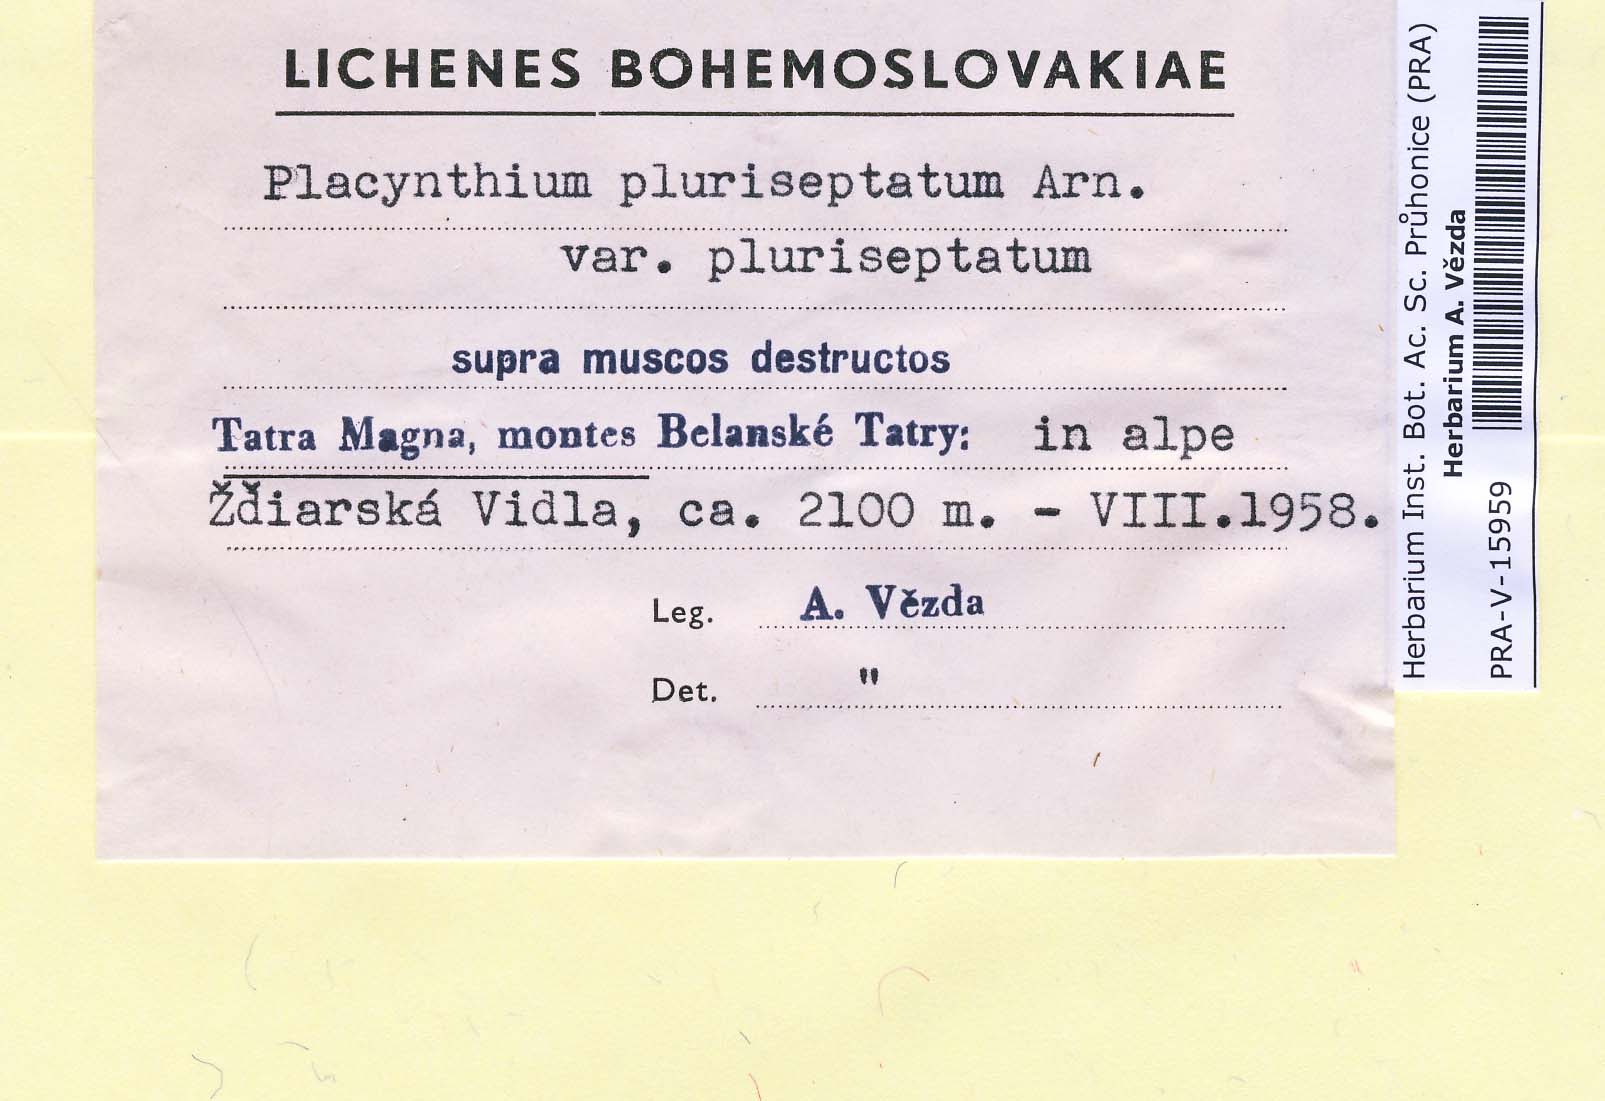 LICHENES BOHEMOSLOVAKIAE
Placynthium pluriseptatum Arn.
var. pluriseptatum
supra muscos destructos
Tatra Magna, montes Belanské Tatry: in alpe
Žďiarská Vidla, ca. 2100 m. - VIII.1958.
Leg. A. Vězda
Det. "
Herbarium Inst. Bot. Ac. Sc. Průhonice (PRA)
Herbarium A. Vězda
PRA-V-15959